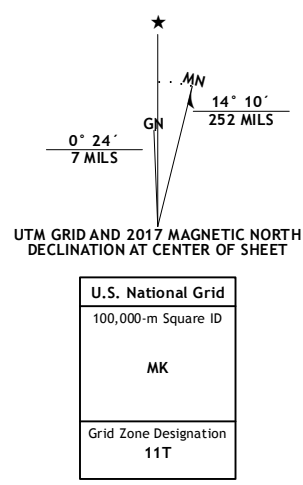 MN
GN
0° 24´
7 MILS
14° 10´
252 MILS
UTM GRID AND 2017 MAGNETIC NORTH
DECLINATION AT CENTER OF SHEET
U.S. National Grid
100,000-m Square ID
MK
Grid Zone Designation
11T